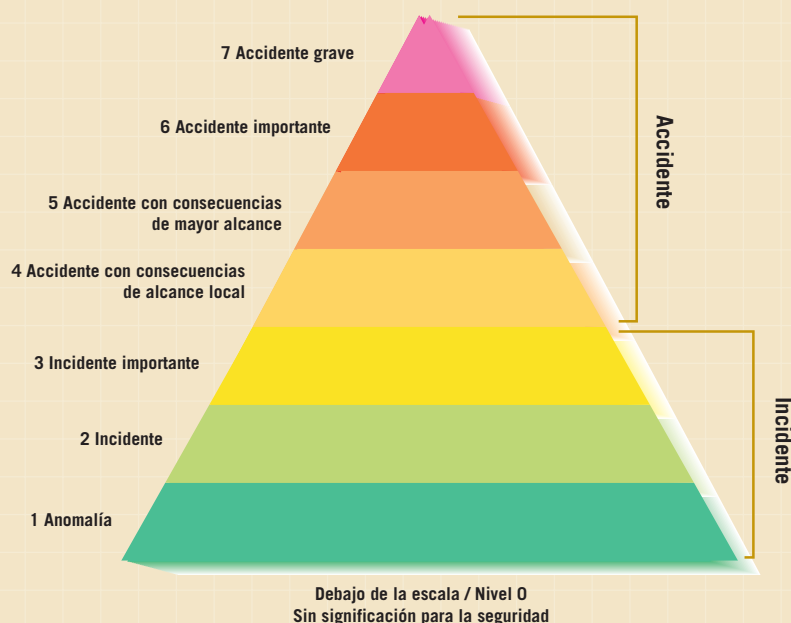 7 Accidente grave
6 Accidente importante
5 Accidente con consecuencias
de mayor alcance
4 Accidente con consecuencias
de alcance local
3 Incidente importante
2 Incidente
1 Anomalía
Accidente
Incidente
Debajo de la escala / Nivel 0
Sin significación para la seguridad